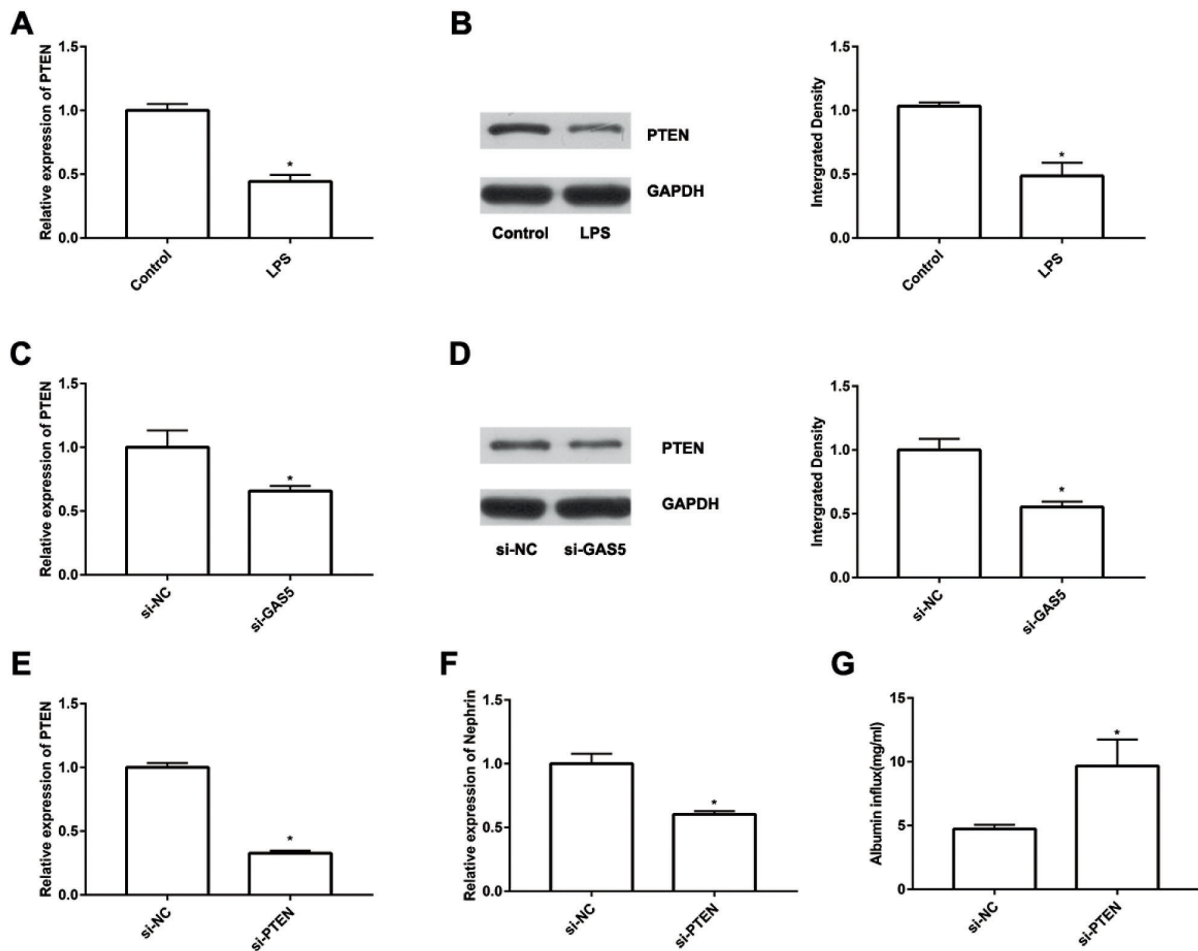 A
Relative expression of PTEN
1.5
1.0
0.5
0.0
*
Control
LPS
B
PTEN
GAPDH
Control LPS
Intergrated Density
1.5
1.0
0.5
0.0
*
Control
LPS
C
Relative expression of PTEN
1.5
1.0
0.5
0.0
*
si-NC
si-GAS5
D
PTEN
GAPDH
si-NC si-GAS5
Intergrated Density
1.5
1.0
0.5
0.0
*
si-NC
si-GAS5
E
Relative expression of PTEN
1.5
1.0
0.5
0.0
*
si-NC
si-PTEN
F
Relative expression of Nephrin
1.5
1.0
0.5
0.0
*
si-NC
si-PTEN
G
Albumin influx(mg/ml)
15
10
5
0
*
si-NC
si-PTEN